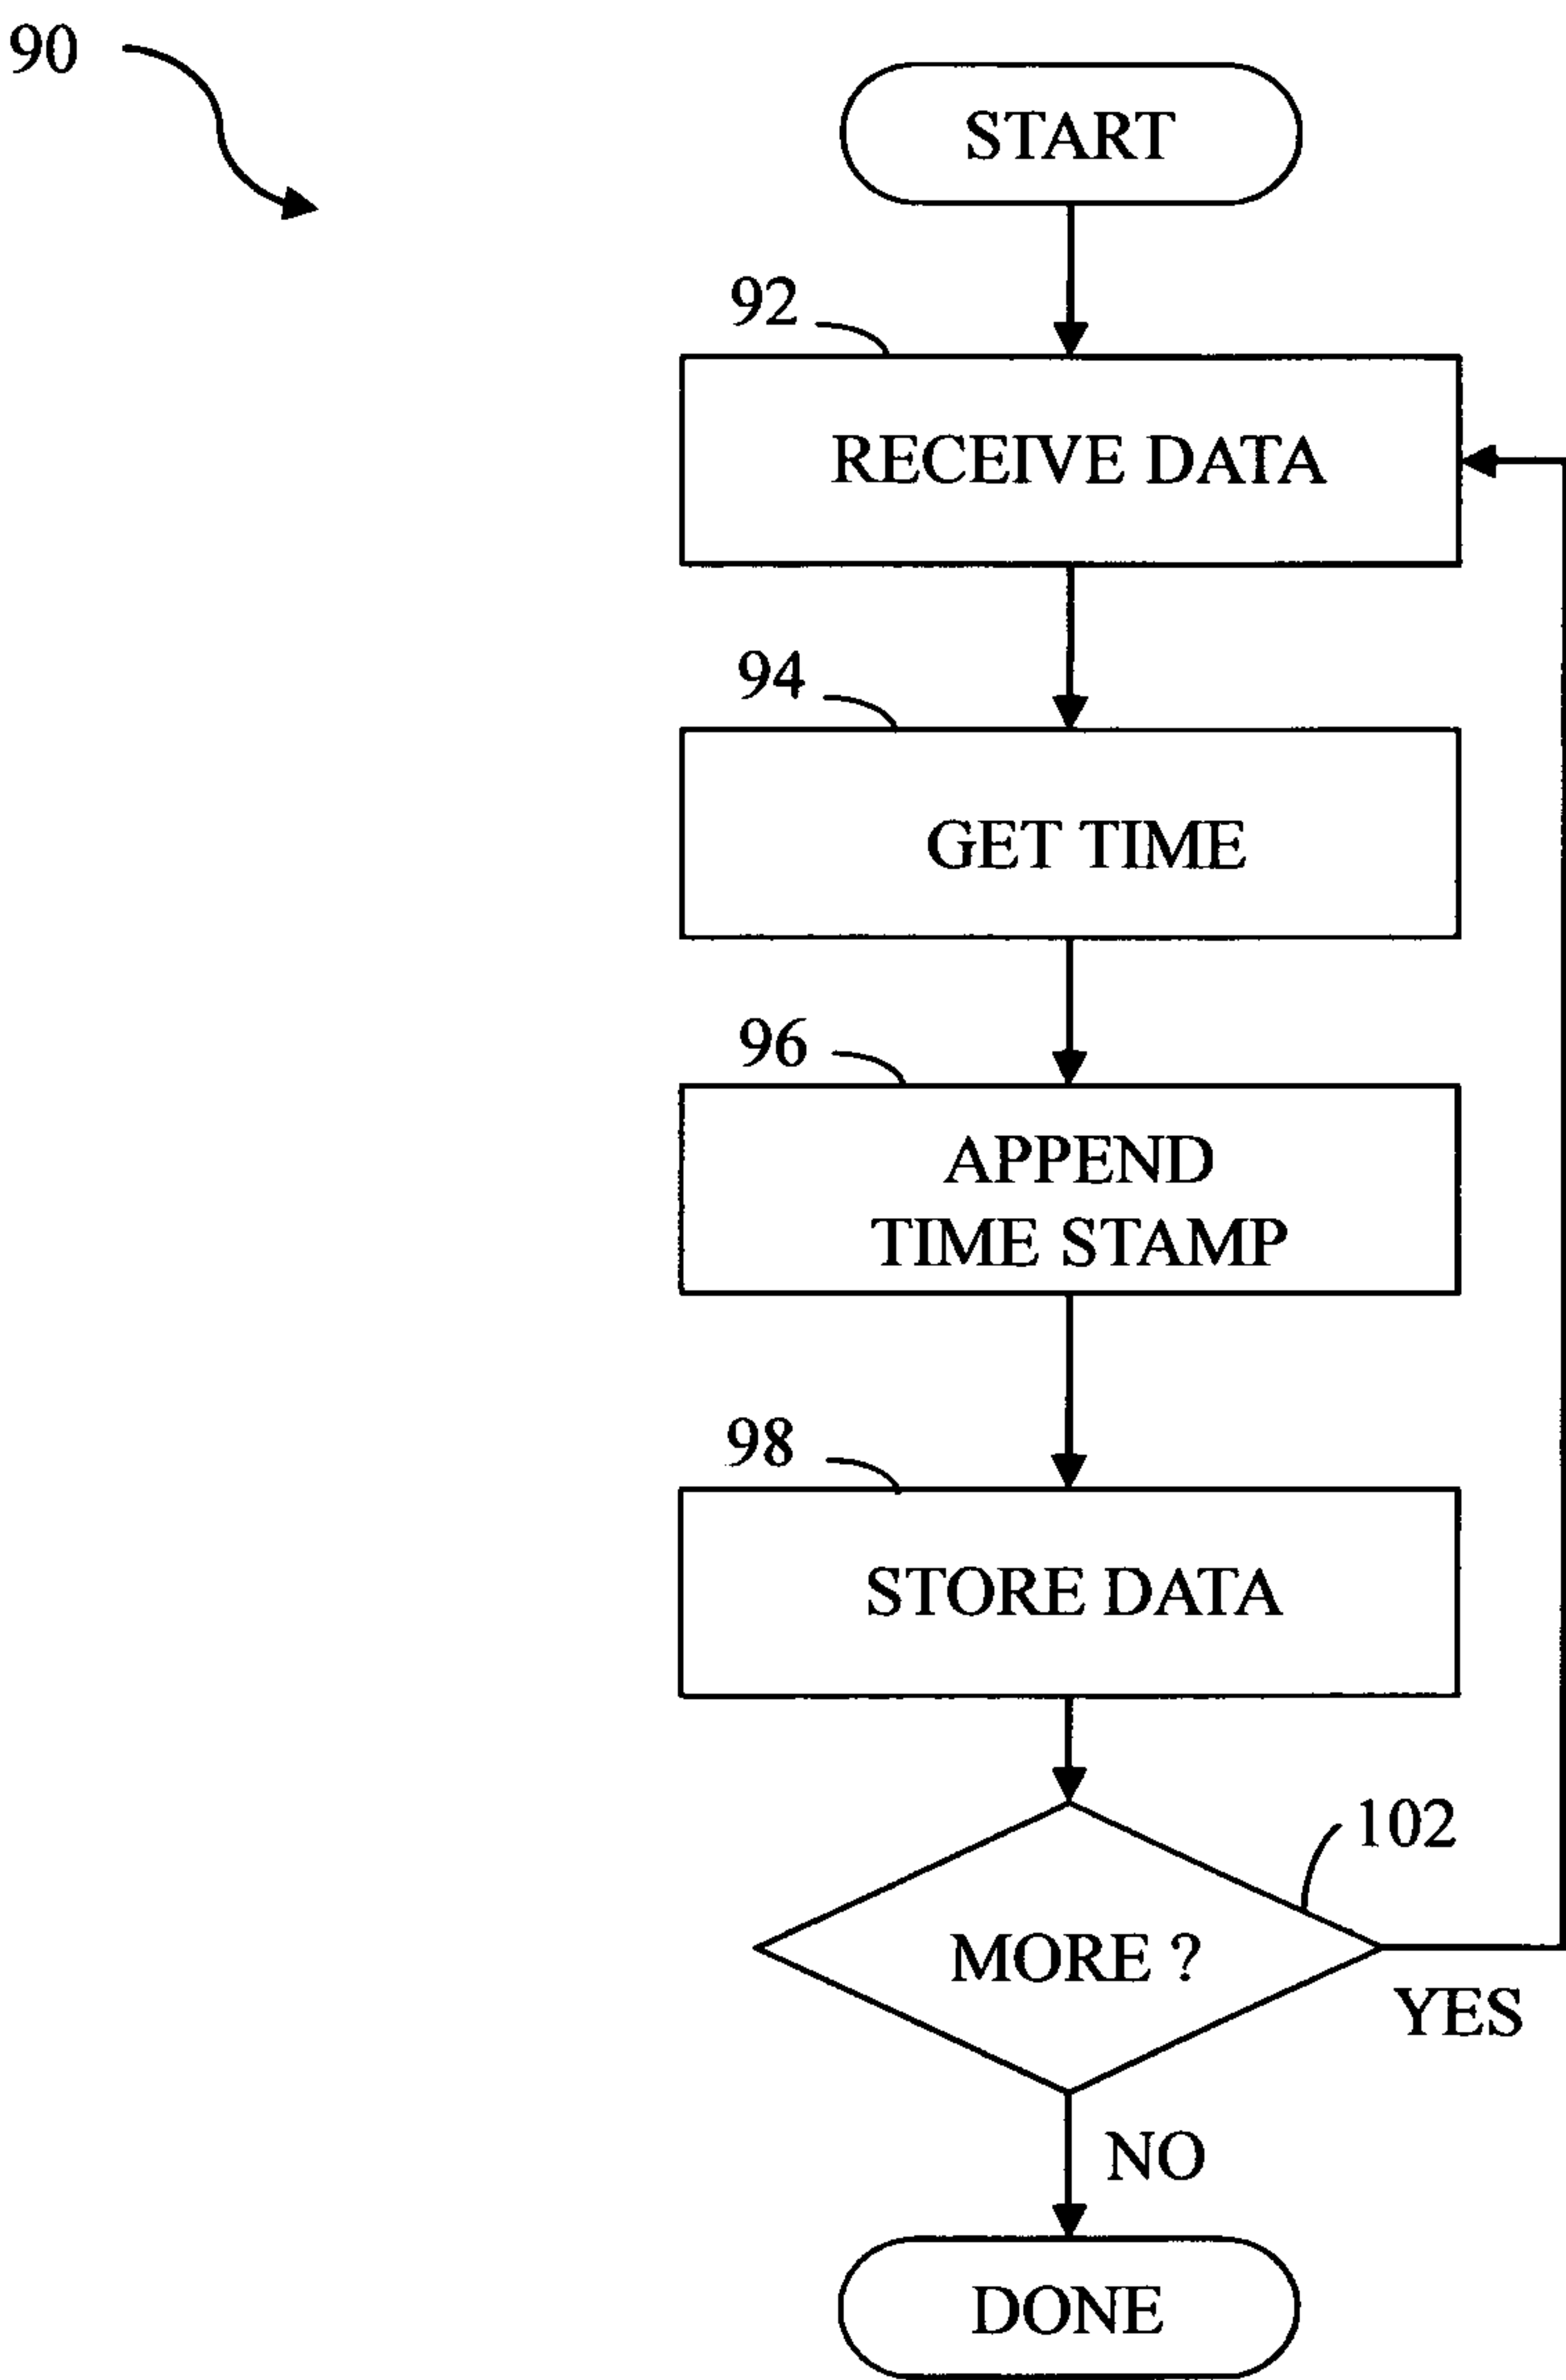 90
START
92
RECEIVE DATA
94
GET TIME
96
APPEND
TIME STAMP
98
STORE DATA
102
MORE ?
YES
NO
DONE